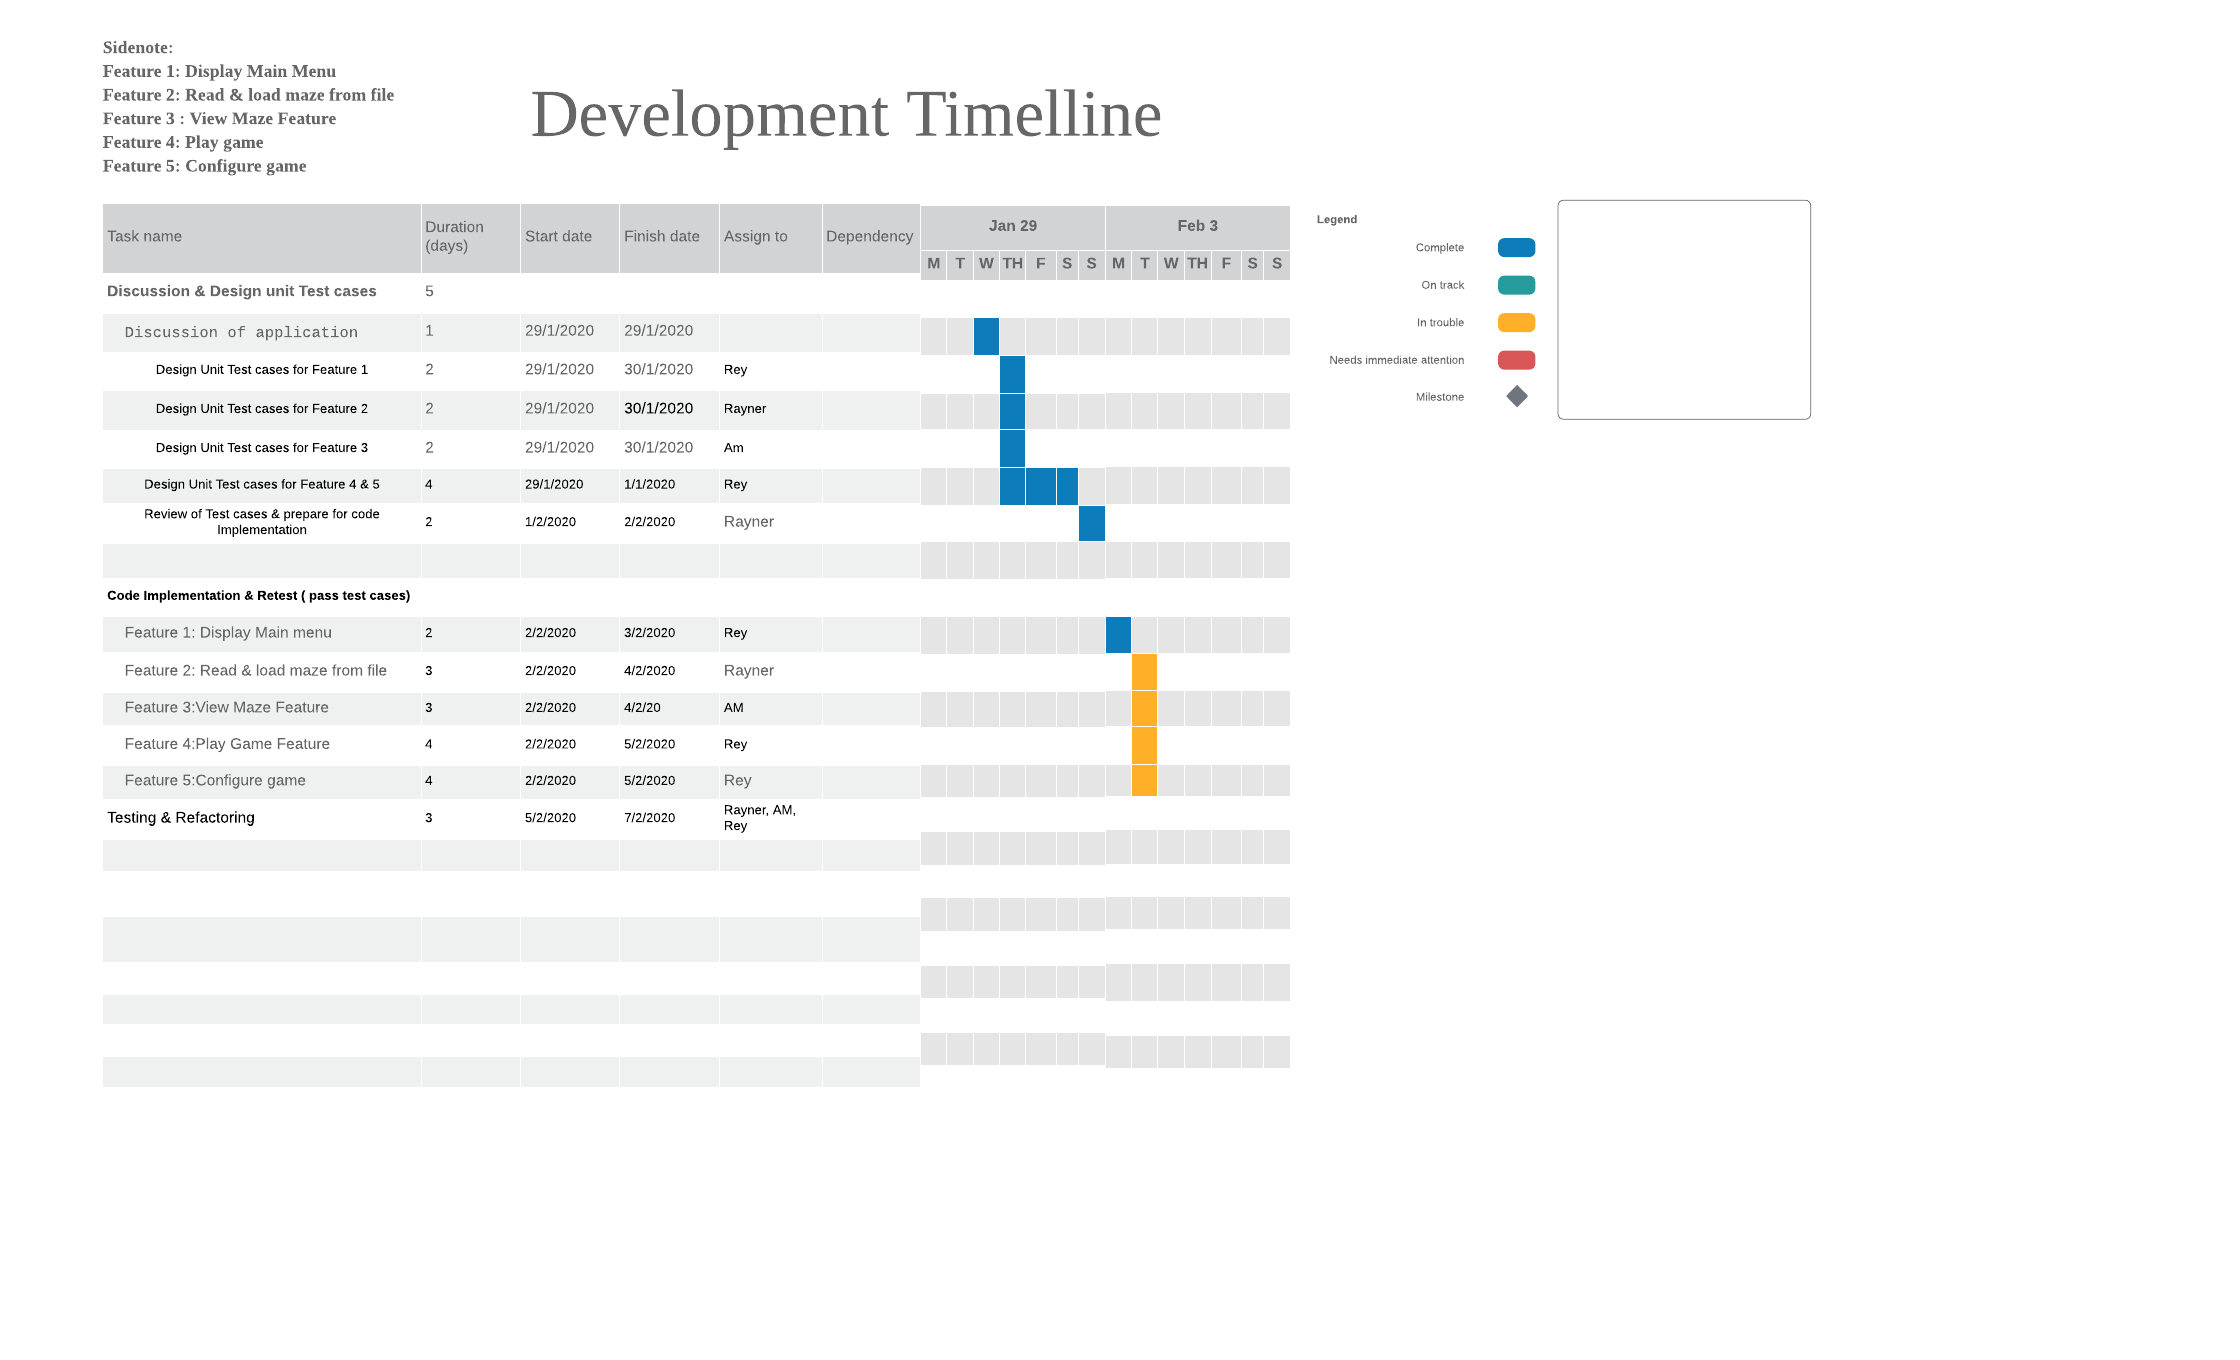 Sidenote:
Feature 1: Display Main Menu
Feature 2: Read & load maze from file
Feature 3 : View Maze Feature
Feature 4: Play game
Feature 5: Configure game
Development Timelline
Task name Duration (days) Start date Finish date Assign to Dependency Jan 29 Feb 3
M T W TH F S S M T W TH F S S
Legend
Complete
On track
In trouble
Needs immediate attention
Milestone
Discussion & Design unit Test cases 5
Discussion of application 1 29/1/2020 29/1/2020
Design Unit Test cases for Feature 1 2 29/1/2020 30/1/2020 Rey
Design Unit Test cases for Feature 2 2 29/1/2020 30/1/2020 Rayner
Design Unit Test cases for Feature 3 2 29/1/2020 30/1/2020 Am
Design Unit Test cases for Feature 4 & 5 4 29/1/2020 1/1/2020 Rey
Review of Test cases & prepare for code
Implementation 2 1/2/2020 2/2/2020 Rayner
Code Implementation & Retest ( pass test cases)
Feature 1: Display Main menu 2 2/2/2020 3/2/2020 Rey
Feature 2: Read & load maze from file 3 2/2/2020 4/2/2020 Rayner
Feature 3:View Maze Feature 3 2/2/2020 4/2/20 AM
Feature 4:Play Game Feature 4 2/2/2020 5/2/2020 Rey
Feature 5:Configure game 4 2/2/2020 5/2/2020 Rey
Testing & Refactoring 3 5/2/2020 7/2/2020 Rayner, AM,
Rey